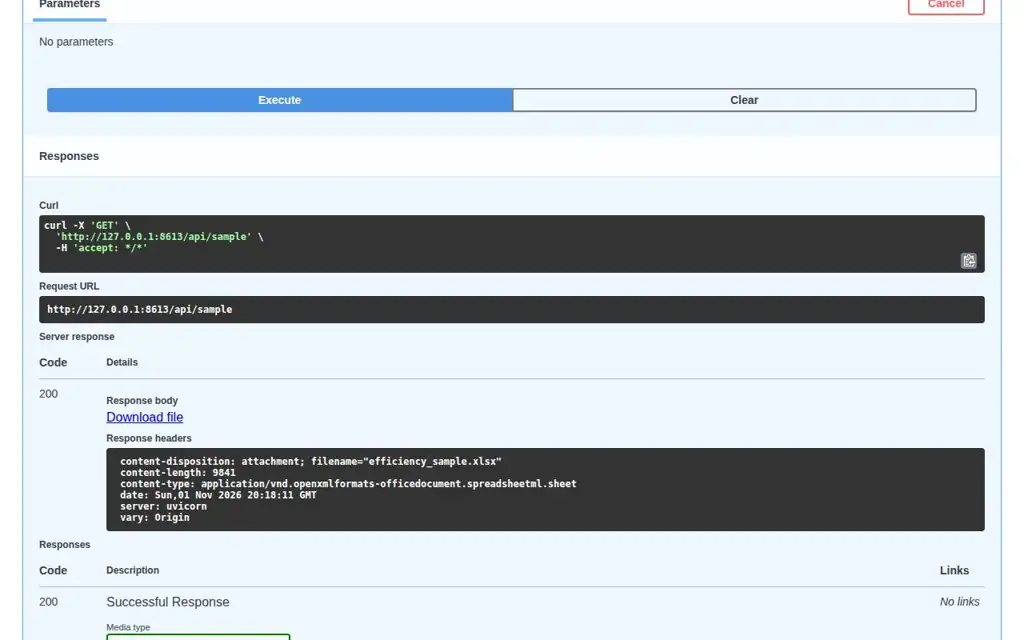 Parameters
Cancel
No parameters
Execute
Clear
Responses
Curl
curl -X 'GET' \
'http://127.0.0.1:8613/api/sample' \
-H 'accept: */*'
Request URL
http://127.0.0.1:8613/api/sample
Server response
Code Details
200
Response body
Download file
Response headers
content-disposition: attachment; filename="efficiency_sample.xlsx"
content-length: 9841
content-type: application/vnd.openxmlformats-officedocument.spreadsheetml.sheet
date: Sun,01 Nov 2026 20:18:11 GMT
server: uvicorn
vary: Origin
Responses
Code Description Links
200 Successful Response No links
Media type